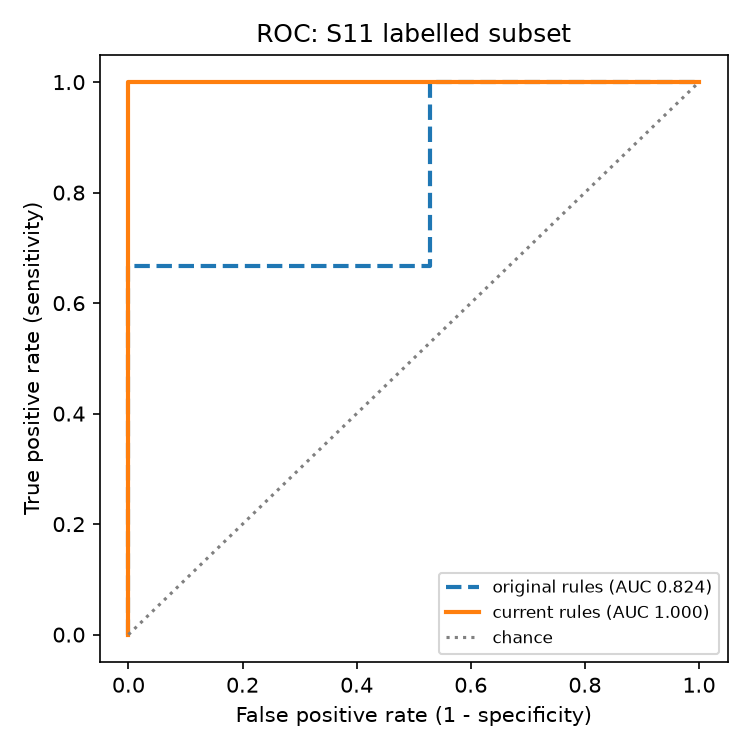 ROC: S11 labelled subset
True positive rate (sensitivity)
1.0
0.8
0.6
0.4
0.2
0.0
0.0 0.2 0.4 0.6 0.8 1.0
False positive rate (1 - specificity)
original rules (AUC 0.824)
current rules (AUC 1.000)
chance